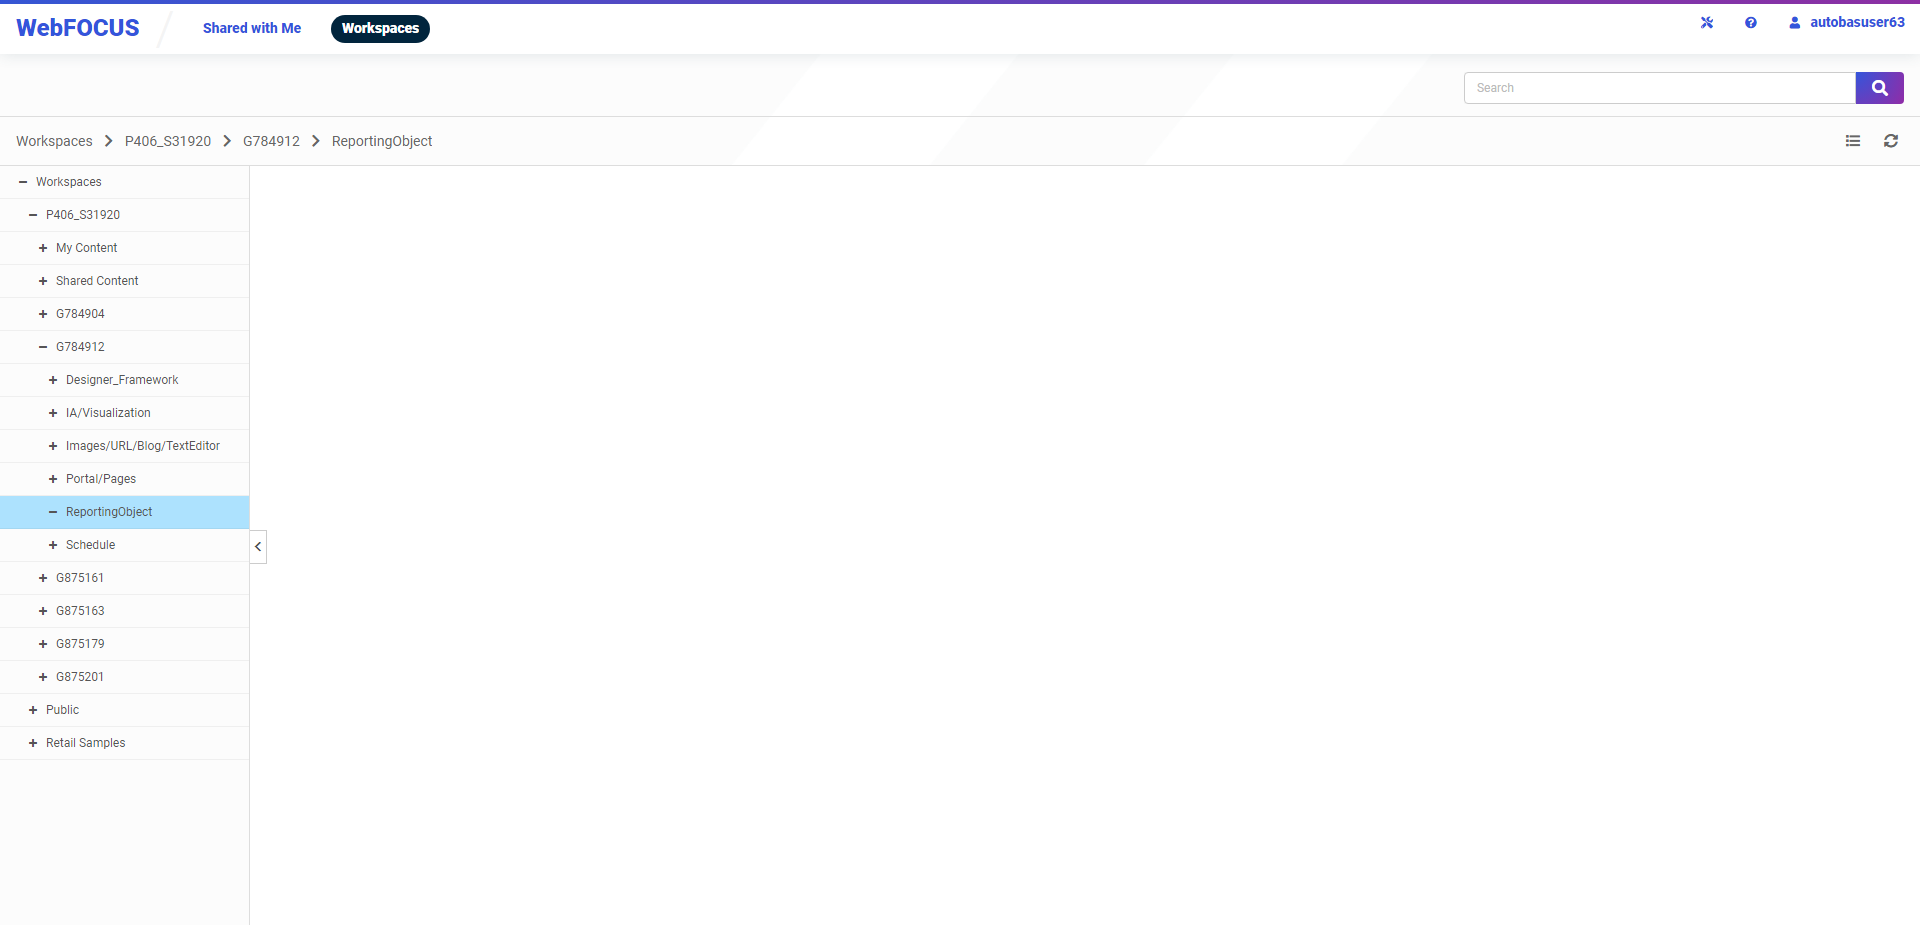 WebFOCUS
Shared with Me
Workspaces
autobasuser63
Search
Workspaces
P406_S31920
G784912
ReportingObject
Workspaces
P406_S31920
My Content
Shared Content
G784904
G784912
Designer_Framework
IA/Visualization
Images/URL/Blog/TextEditor
Portal/Pages
ReportingObject
Schedule
G875161
G875163
G875179
G875201
Public
Retail Samples